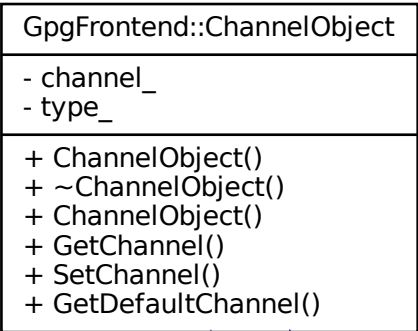 GpgFrontend::ChannelObject
- channel_
- type_
+ ChannelObject()
+ ~ChannelObject()
+ ChannelObject()
+ GetChannel()
+ SetChannel()
+ GetDefaultChannel()